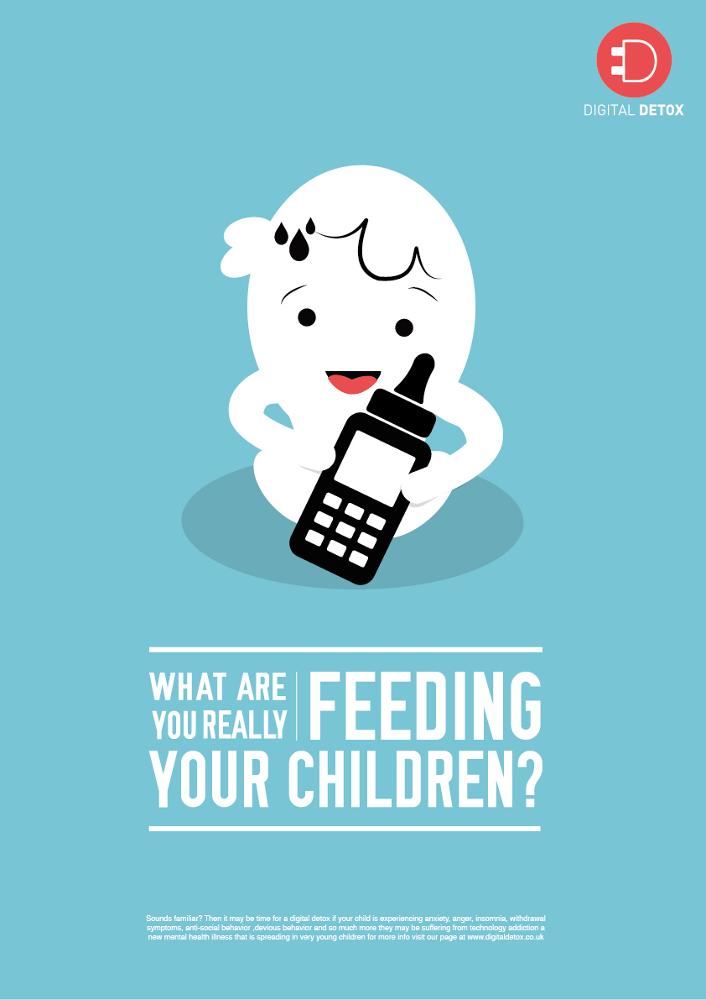 DIGITAL DETOX
WHAT ARE
YOU REALLY
FEEDING
YOUR CHILDREN?
Sounds familiar? Then it may be time for a digital detox if your child is experiencing anxiety, anger, insomnia, withdrawal
symptoms, anti-social behavior ,devious behavior and so much more they may be suffering from technology addiction a
new mental health illness that is spreading in very young children for more info visit our page at www.digitaldetox.co.uk